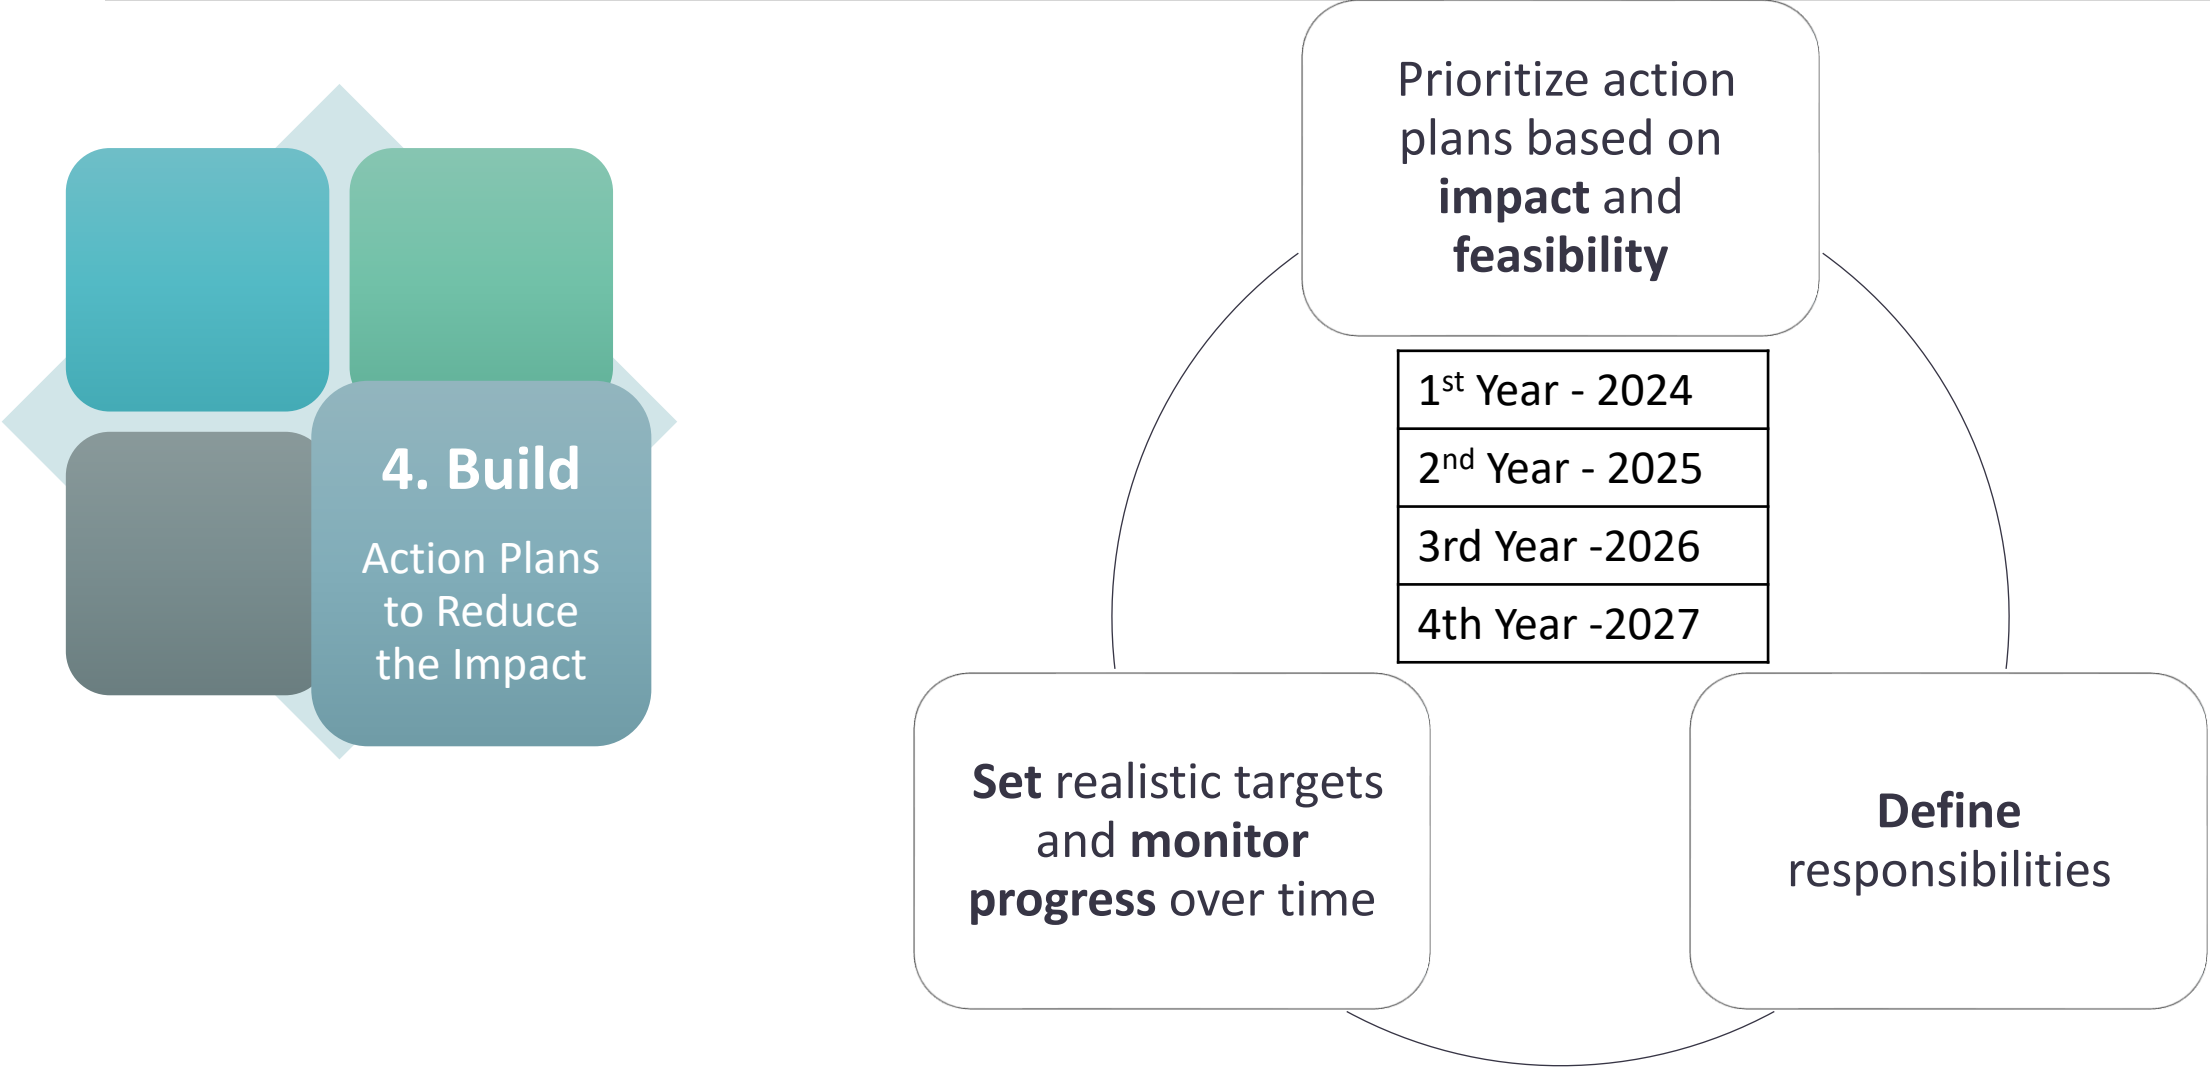 4. Build
Action Plans
to Reduce
the Impact
Prioritize action
plans based on
impact and
feasibility
1st Year - 2024
2nd Year - 2025
3rd Year -2026
4th Year -2027
Set realistic targets
and monitor
progress over time
Define
responsibilities